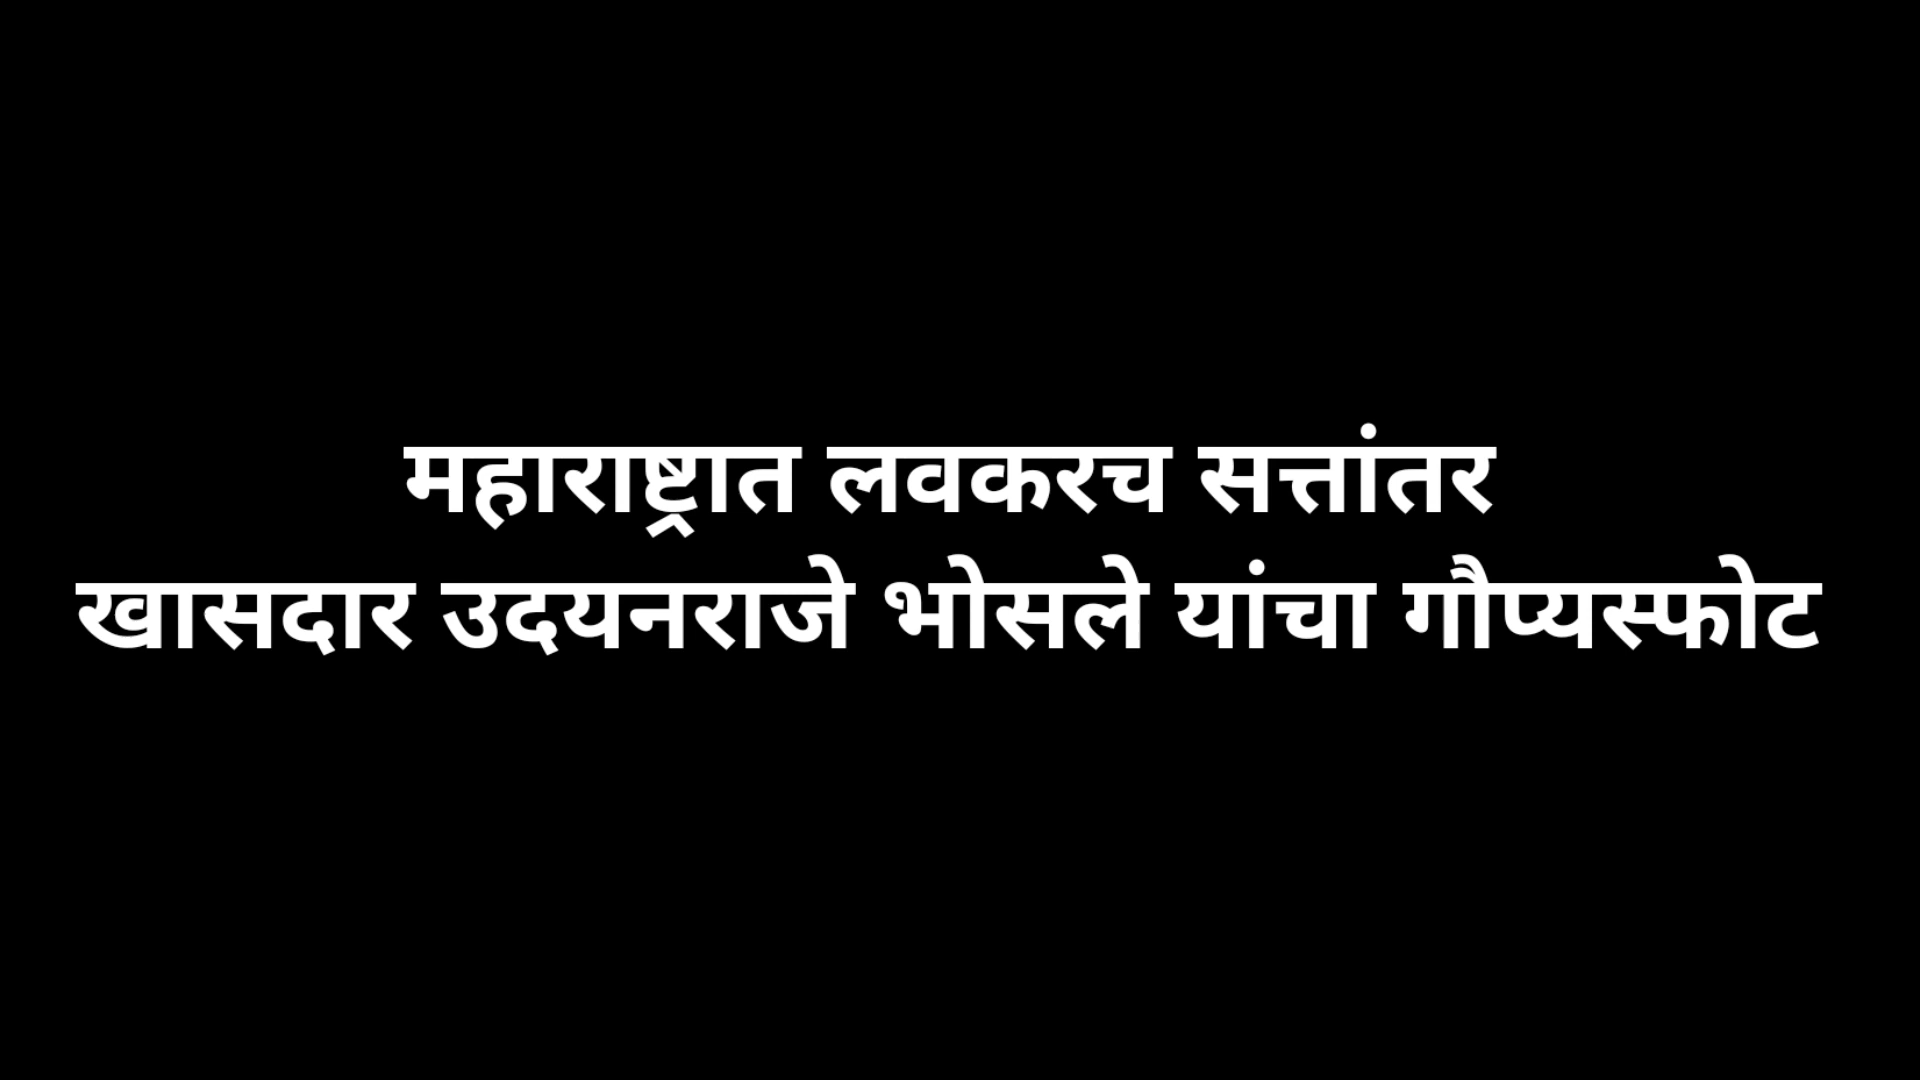 महाराष्ट्रात लवकरच सत्तांतर
खासदार उदयनराजे भोसले यांचा गौप्यस्फोट